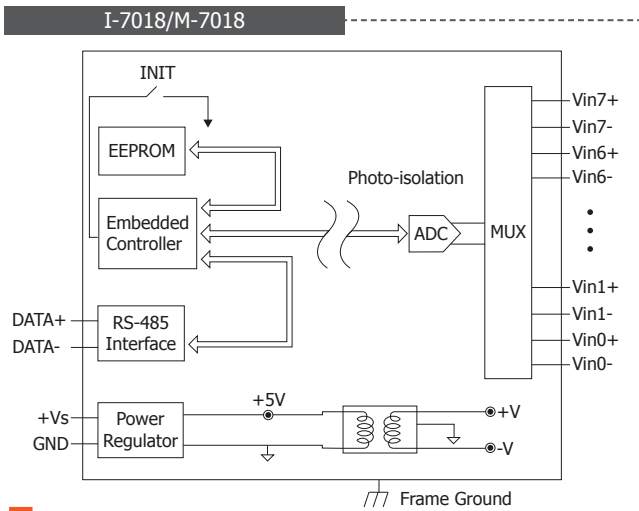 I-7018/M-7018
INIT
EEPROM
Embedded
Controller
RS-485
Interface
DATA+
DATA-
Photo-isolation
ADC
MUX
Vin7+
Vin7-
Vin6+
Vin6-
Vin1+
Vin1-
Vin0+
Vin0-
+Vs
GND
Power
Regulator
+5V
+V
-V
Frame Ground